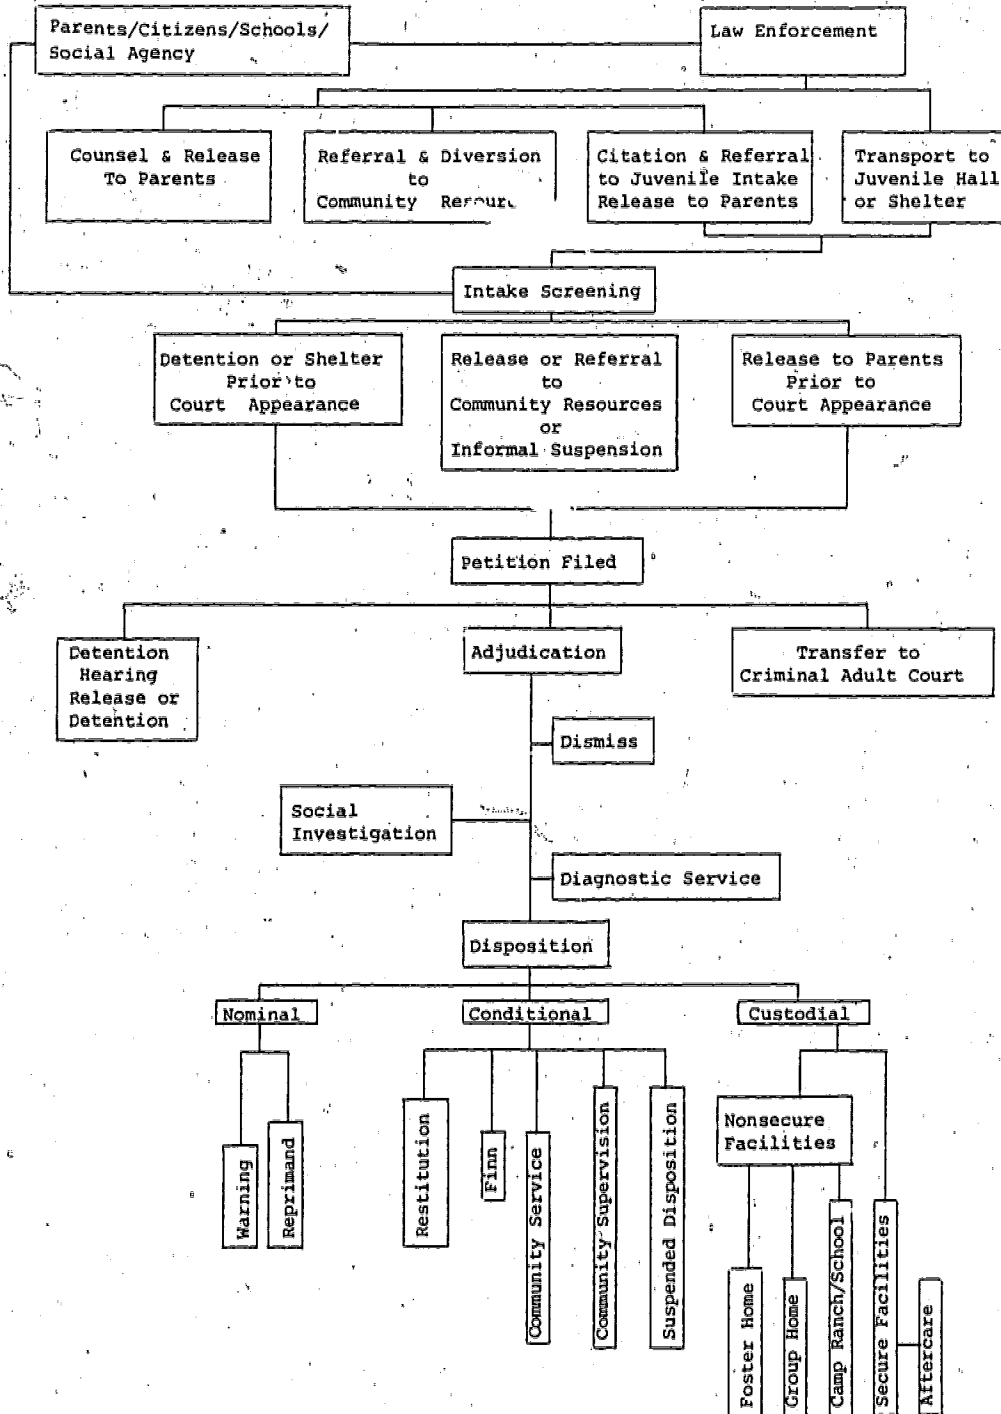 Parents/Citizens/Schools/
Social Agency
Law Enforcement
Counsel & Release
To Parents
Referral & Diversion
to
Community
Citation & Referral
to Juvenile Intake
Release to Parents
Transport to
Juvenile Hall
or Shelter
Intake Screening
Detention or Shelter
Prior to
Court Appearance
Release or Referral
to
Community Resources
or
Informal Suspension
Release to Parents
Prior to
Court Appearance
Petition Filed
Detention
Hearing
Release or
Detention
Adjudication
Transfer to
Criminal Adult Court
Dismiss
Social
Investigation
Diagnostic Service
Disposition
Nominal
Conditional
Custodial
Warning
Reprimand
Restitution
Finn
Community Service
Community Supervision
Suspended Disposition
Nonsecure
Facilities
Foster Home
Group Home
Camp Ranch/School
Secure Facilities
Aftercare